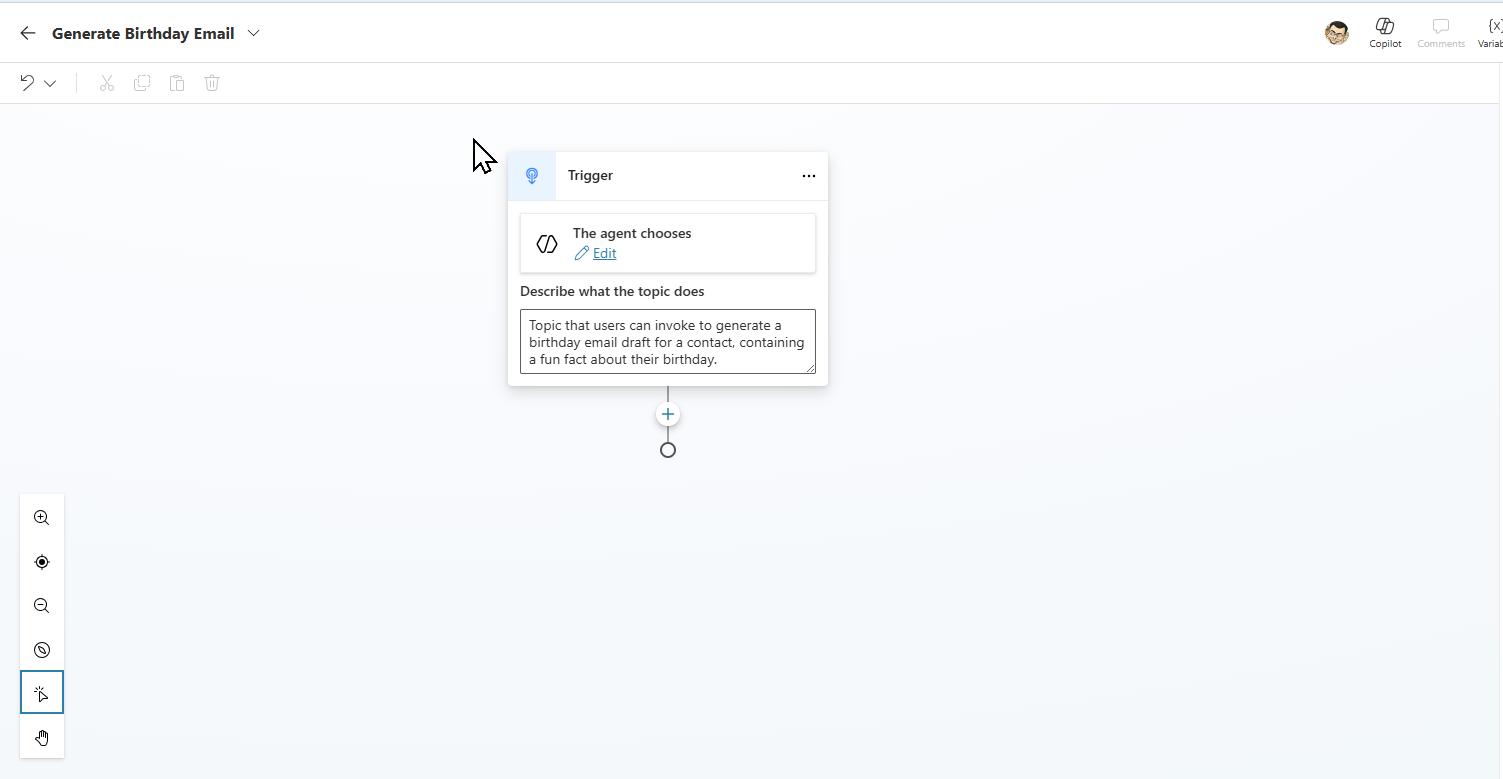 Generate Birthday Email
Copilot
Comments
{x}
Trigger
The agent chooses
Edit
Describe what the topic does
Topic that users can invoke to generate a
birthday email draft for a contact, containing
a fun fact about their birthday.